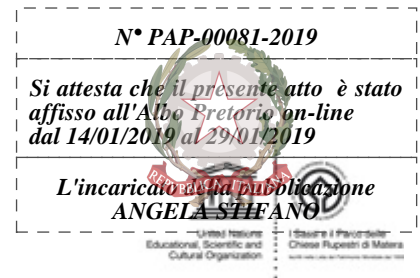 N° PAP-00081-2019
Si attesta che il presente atto è stato
affisso all'Albo Pretorio on-line
dal 14/01/2019 al 29/01/2019
L'incaricato della pubblicazione
ANGELA STIFANO
REPVBBLICA ITALIANA
United Nations
Educational, Scientific and
Cultural Organization
I Sassi e il Parco delle
Chiese Rupestri di Matera